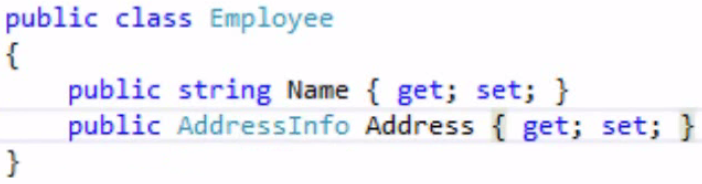 public class Employee
{
    public string Name { get; set; }
    public AddressInfo Address { get; set; }
}